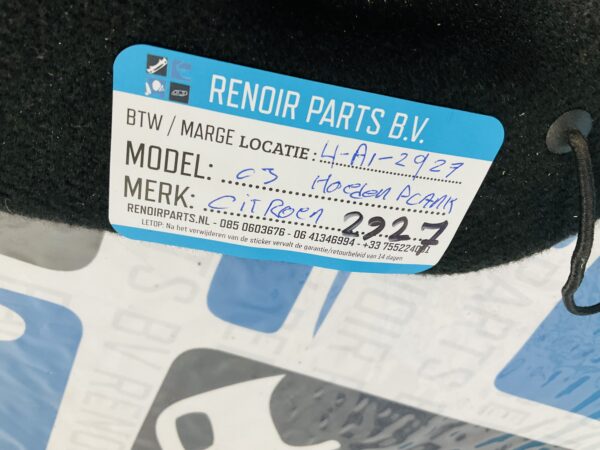 RENOIR PARTS B.V.
BTW / MARGE LOCATIE: 4-A1-2927
MODEL: C3 HoedenPLANK
MERK: CiTROen 2927
RENOIRPARTS.NL - 085 0603676 - 06 41346994 - +33 755224001
LETOP: Na het verwijderen van de sticker vervalt de garantie/retourbeleid van 14 dagen